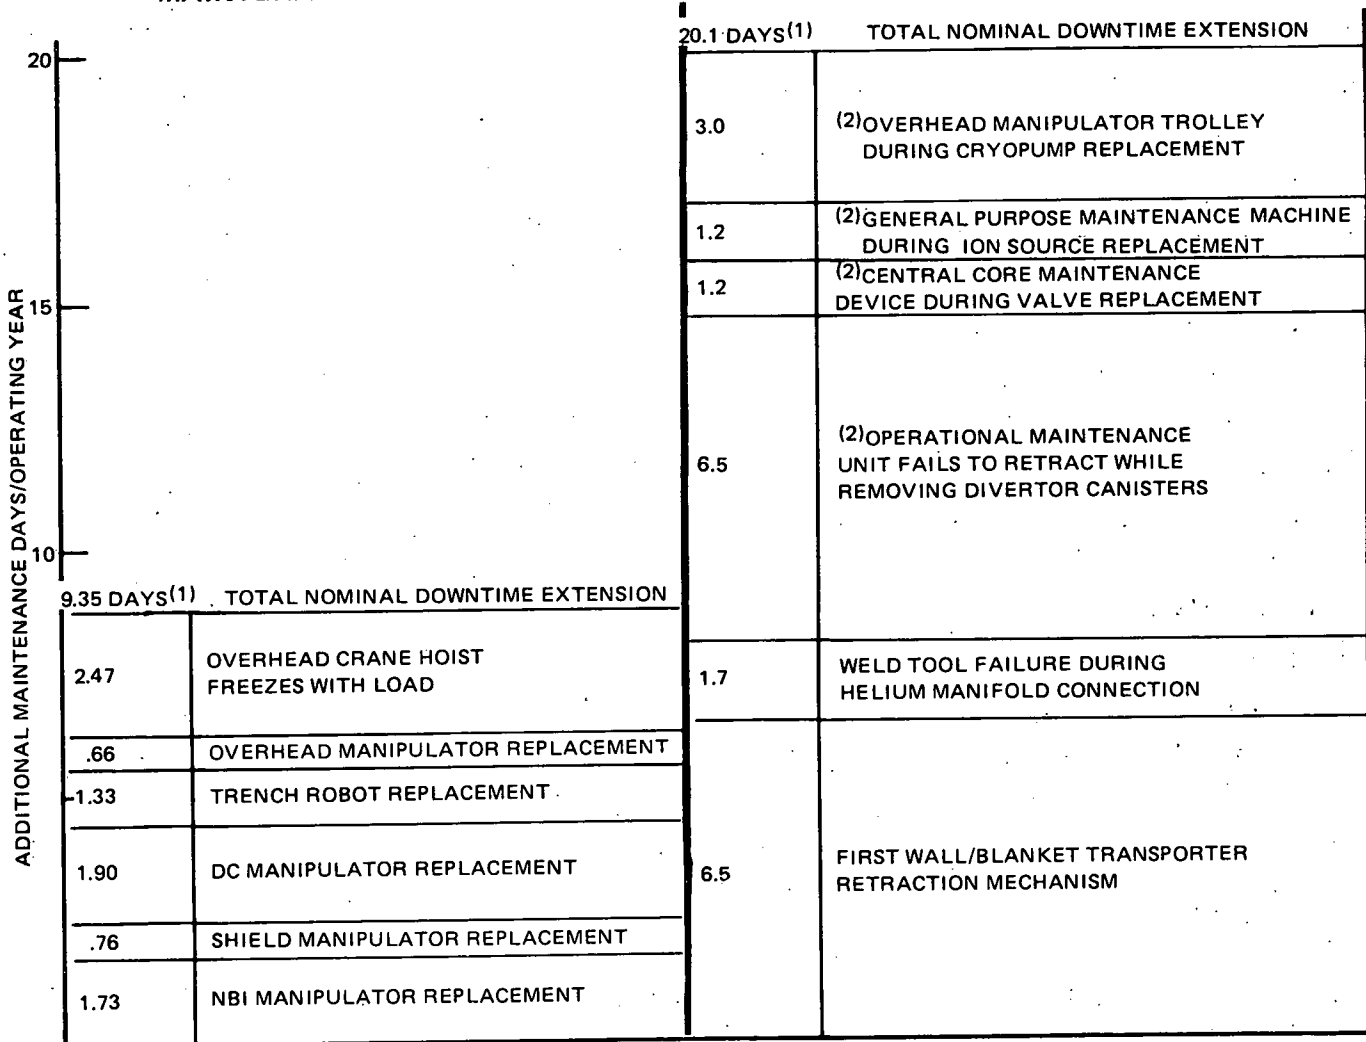 20.1 DAYS(1) TOTAL NOMINAL DOWNTIME EXTENSION
20
3.0 (2)OVERHEAD MANIPULATOR TROLLEY
DURING CRYOPUMP REPLACEMENT
1.2 (2)GENERAL PURPOSE MAINTENANCE MACHINE
DURING ION SOURCE REPLACEMENT
1.2 (2)CENTRAL CORE MAINTENANCE
DEVICE DURING VALVE REPLACEMENT
15
ADDITIONAL MAINTENANCE DAYS/OPERATING YEAR
6.5 (2)OPERATIONAL MAINTENANCE
UNIT FAILS TO RETRACT WHILE
REMOVING DIVERTOR CANISTERS
10
1.7 WELD TOOL FAILURE DURING
HELIUM MANIFOLD CONNECTION
6.5 FIRST WALL/BLANKET TRANSPORTER
RETRACTION MECHANISM
9.35 DAYS(1) TOTAL NOMINAL DOWNTIME EXTENSION
2.47 OVERHEAD CRANE HOIST
FREEZES WITH LOAD
.66 OVERHEAD MANIPULATOR REPLACEMENT
1.33 TRENCH ROBOT REPLACEMENT
1.90 DC MANIPULATOR REPLACEMENT
.76 SHIELD MANIPULATOR REPLACEMENT
1.73 NBI MANIPULATOR REPLACEMENT